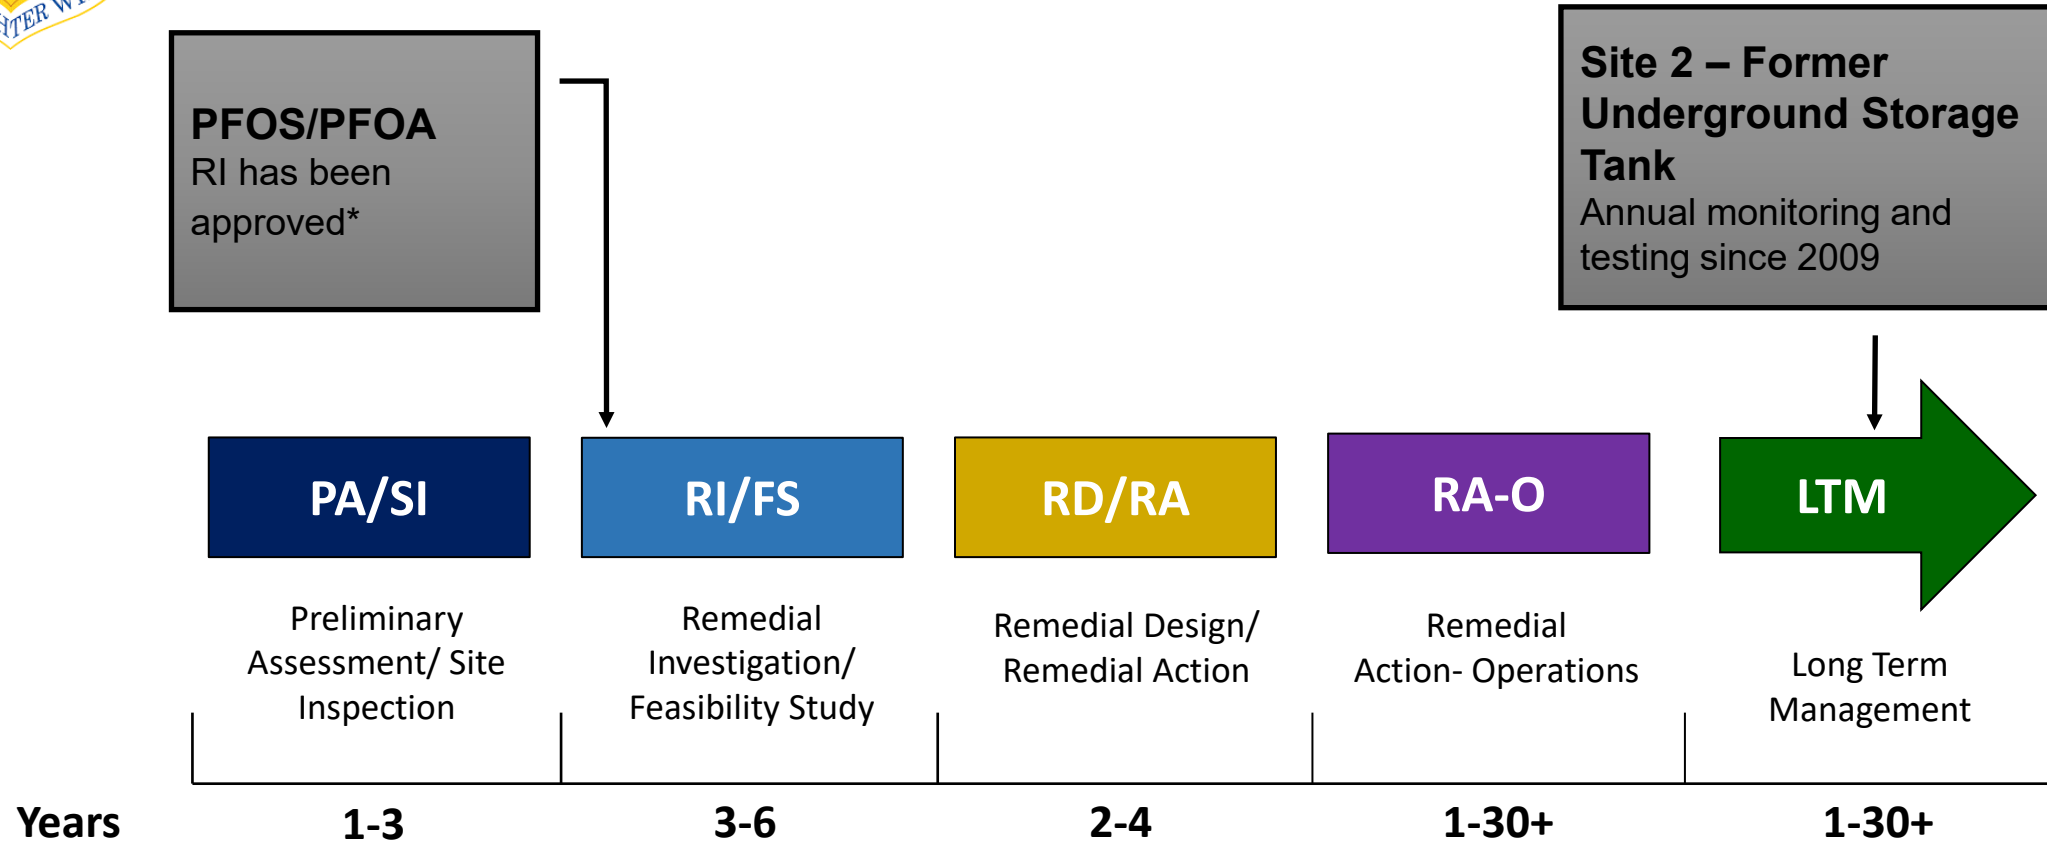 HTER W
PFOS/PFOA
RI has been
approved*
Site 2 – Former
Underground Storage
Tank
Annual monitoring and
testing since 2009
PA/SI
RI/FS
RD/RA
RA-O
LTM
Preliminary
Assessment/ Site
Inspection
Remedial
Investigation/
Feasibility Study
Remedial Design/
Remedial Action
Remedial
Action- Operations
Long Term
Management
Years
1-3
3-6
2-4
1-30+
1-30+